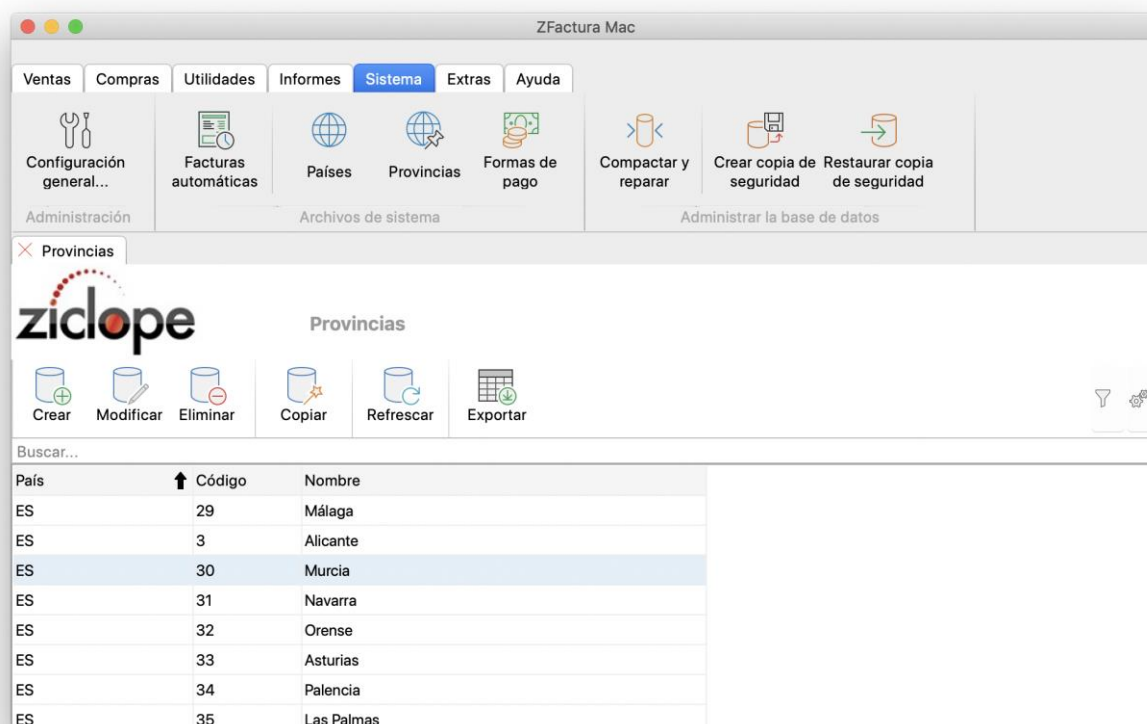 ZFactura Mac
Ventas Compras Utilidades Informes Sistema Extras Ayuda
Configuración general...
Facturas automáticas
Países
Provincias
Formas de pago
Compactar y reparar
Crear copia de seguridad
Restaurar copia de seguridad
Administración
Archivos de sistema
Administrar la base de datos
Provincias
ziclope
Provincias
Crear Modificar Eliminar Copiar Refrescar Exportar
Buscar...
País Código Nombre
ES 29 Málaga
ES 3 Alicante
ES 30 Murcia
ES 31 Navarra
ES 32 Orense
ES 33 Asturias
ES 34 Palencia
ES 35 Las Palmas